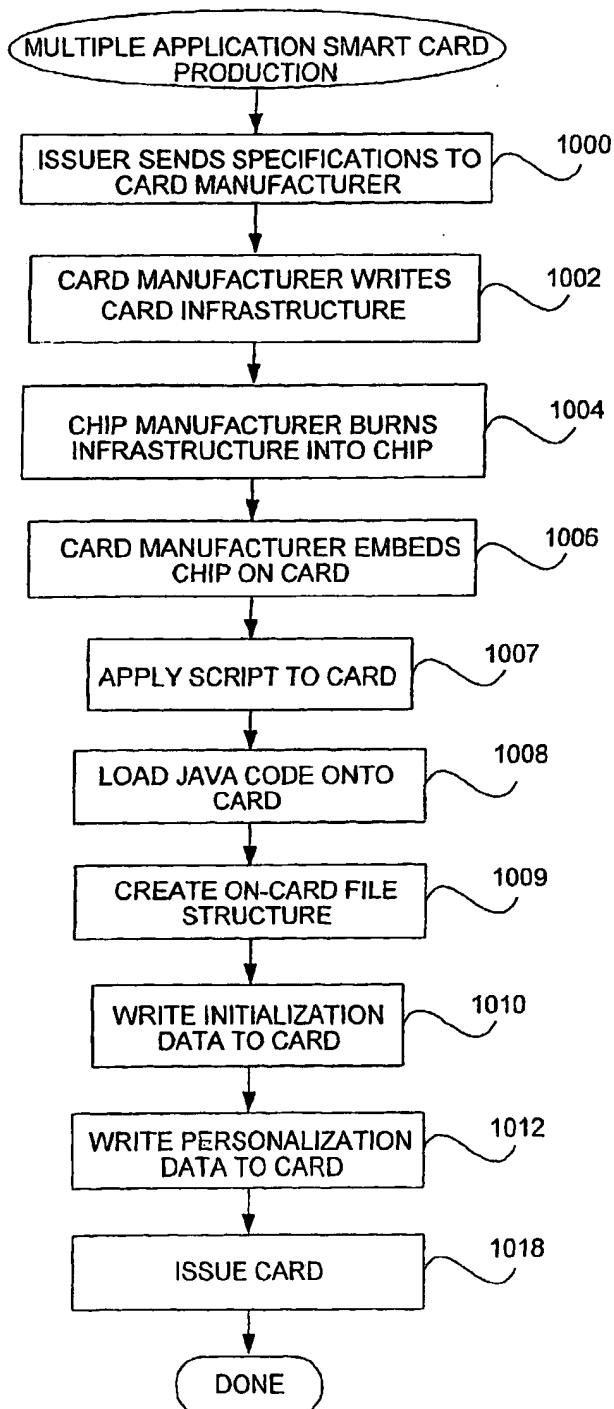 MULTIPLE APPLICATION SMART CARD
PRODUCTION
ISSUER SENDS SPECIFICATIONS TO
CARD MANUFACTURER
1000
CARD MANUFACTURER WRITES
CARD INFRASTRUCTURE
1002
CHIP MANUFACTURER BURNS
INFRASTRUCTURE INTO CHIP
1004
CARD MANUFACTURER EMBEDS
CHIP ON CARD
1006
APPLY SCRIPT TO CARD
1007
LOAD JAVA CODE ONTO
CARD
1008
CREATE ON-CARD FILE
STRUCTURE
1009
WRITE INITIALIZATION
DATA TO CARD
1010
WRITE PERSONALIZATION
DATA TO CARD
1012
ISSUE CARD
1018
DONE